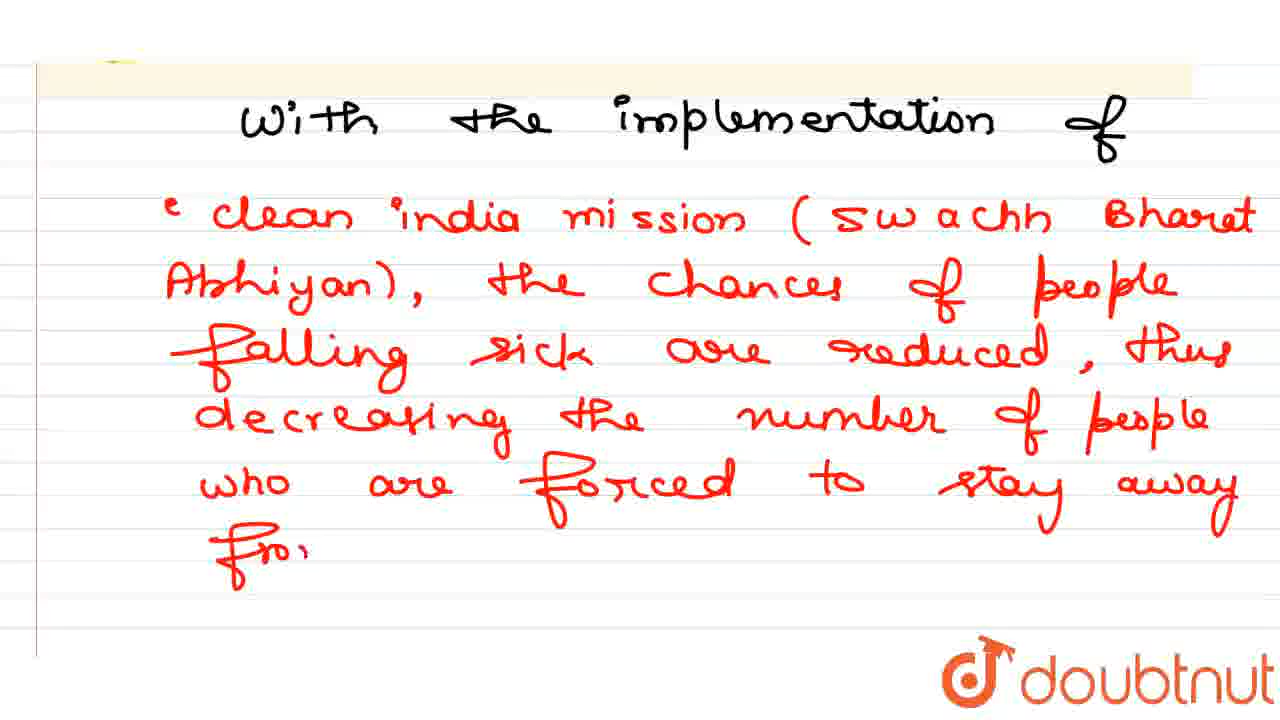 with the implementation of
clean india mission (swachh Bharat
Abhiyan), the chances of people
falling sick are reduced, thus
decreasing the number of people
who are forced to stay away
fro
doubtnut